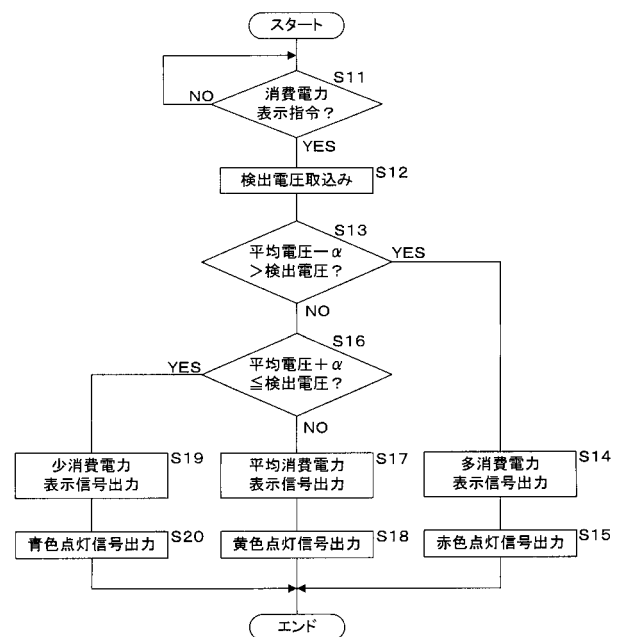 スタート
S11
消費電力
表示指令？
NO
YES
検出電圧取込み
S12
S13
平均電圧－α
＞検出電圧？
YES
NO
S16
平均電圧＋α
≦検出電圧？
YES
NO
少消費電力
表示信号出力
S19
平均消費電力
表示信号出力
S17
多消費電力
表示信号出力
S14
青色点灯信号出力
S20
黄色点灯信号出力
S18
赤色点灯信号出力
S15
エンド